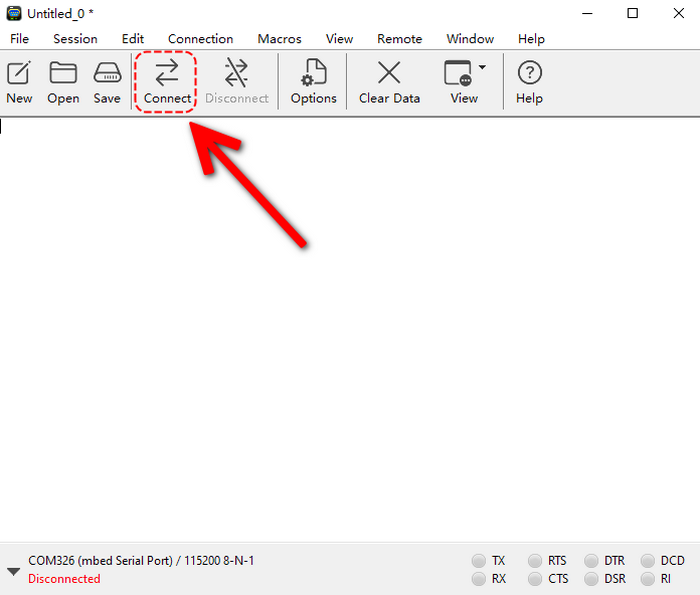 Untitled_0 *
File Session Edit Connection Macros View Remote Window Help
New Open Save Connect Disconnect Options Clear Data View Help
COM326 (mbed Serial Port) / 115200 8-N-1 TX RTS DTR DCD
Disconnected RX CTS DSR RI